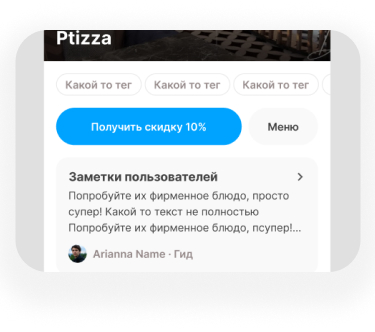 Ptizza
Какой то тег Какой то тег Какой то тег
Получить скидку 10% Меню
Заметки пользователей
Попробуйте их фирменное блюдо, просто
супер! Какой то текст не полностью
Попробуйте их фирменное блюдо, псупер!...
Arianna Name · Гид